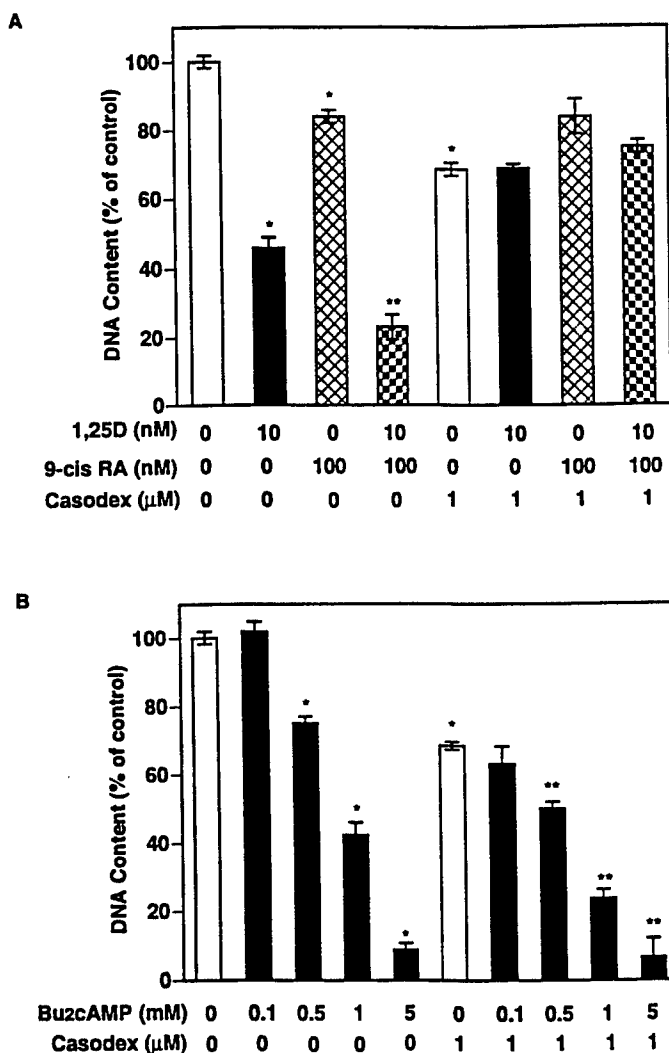 A
DNA Content (% of control)
100
80
60
40
20
0
*
*
**
*
1,25D (nM) 0 10 0 10 0 10 0 10
9-cis RA (nM) 0 0 100 100 0 0 100 100
Casodex (μM) 0 0 0 0 1 1 1 1
B
DNA Content (% of control)
100
80
60
40
20
0
*
*
*
*
**
**
**
Bu2cAMP (mM) 0 0.1 0.5 1 5 0 0.1 0.5 1 5
Casodex (μM) 0 0 0 0 0 1 1 1 1 1